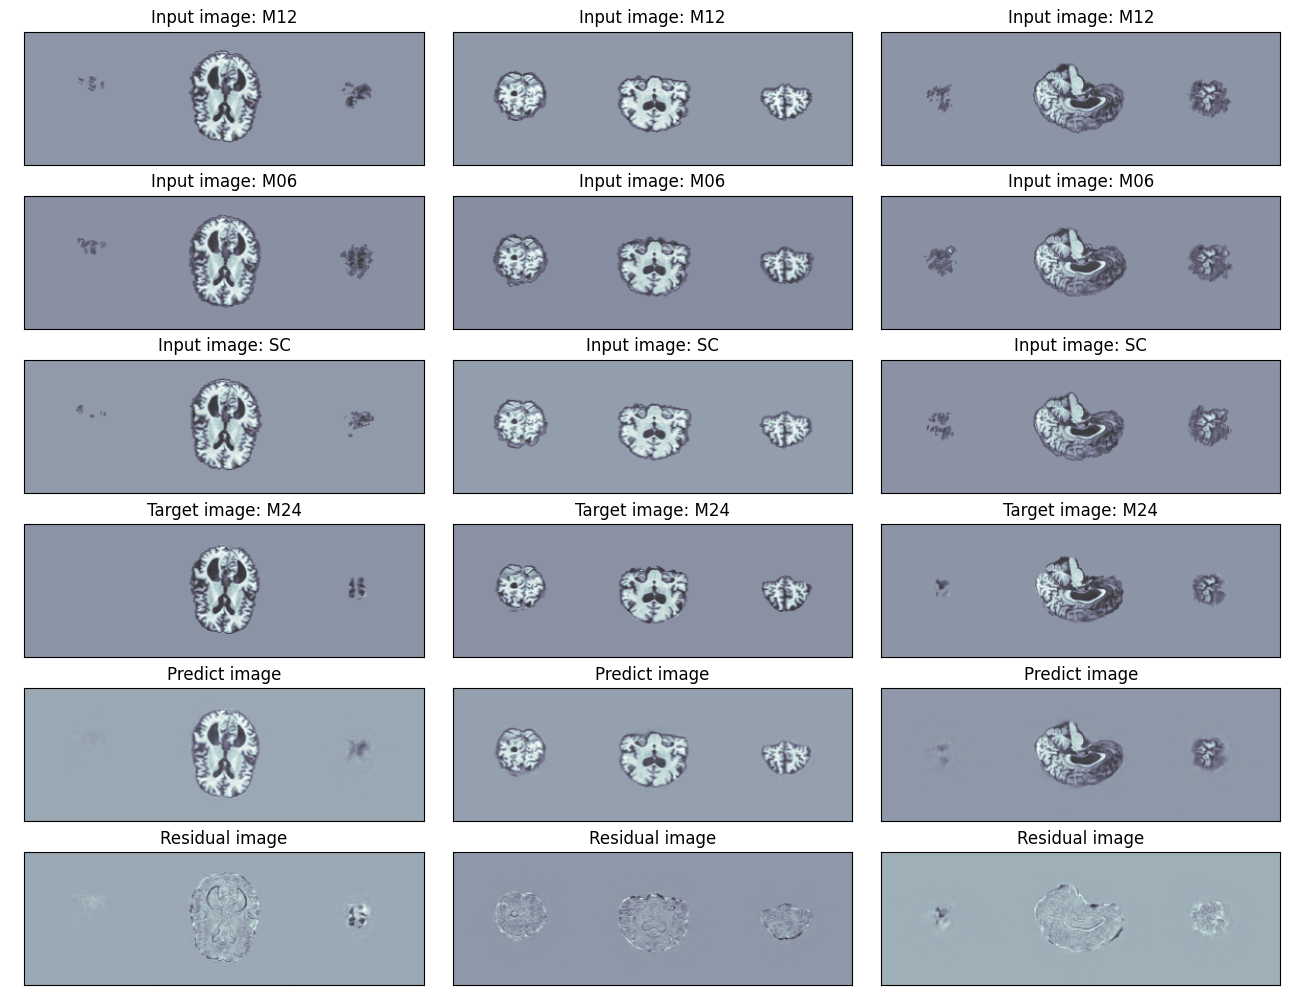 Input image: M12 Input image: M12 Input image: M12
Input image: M06 Input image: M06 Input image: M06
Input image: SC Input image: SC Input image: SC
Target image: M24 Target image: M24 Target image: M24
Predict image Predict image Predict image
Residual image Residual image Residual image